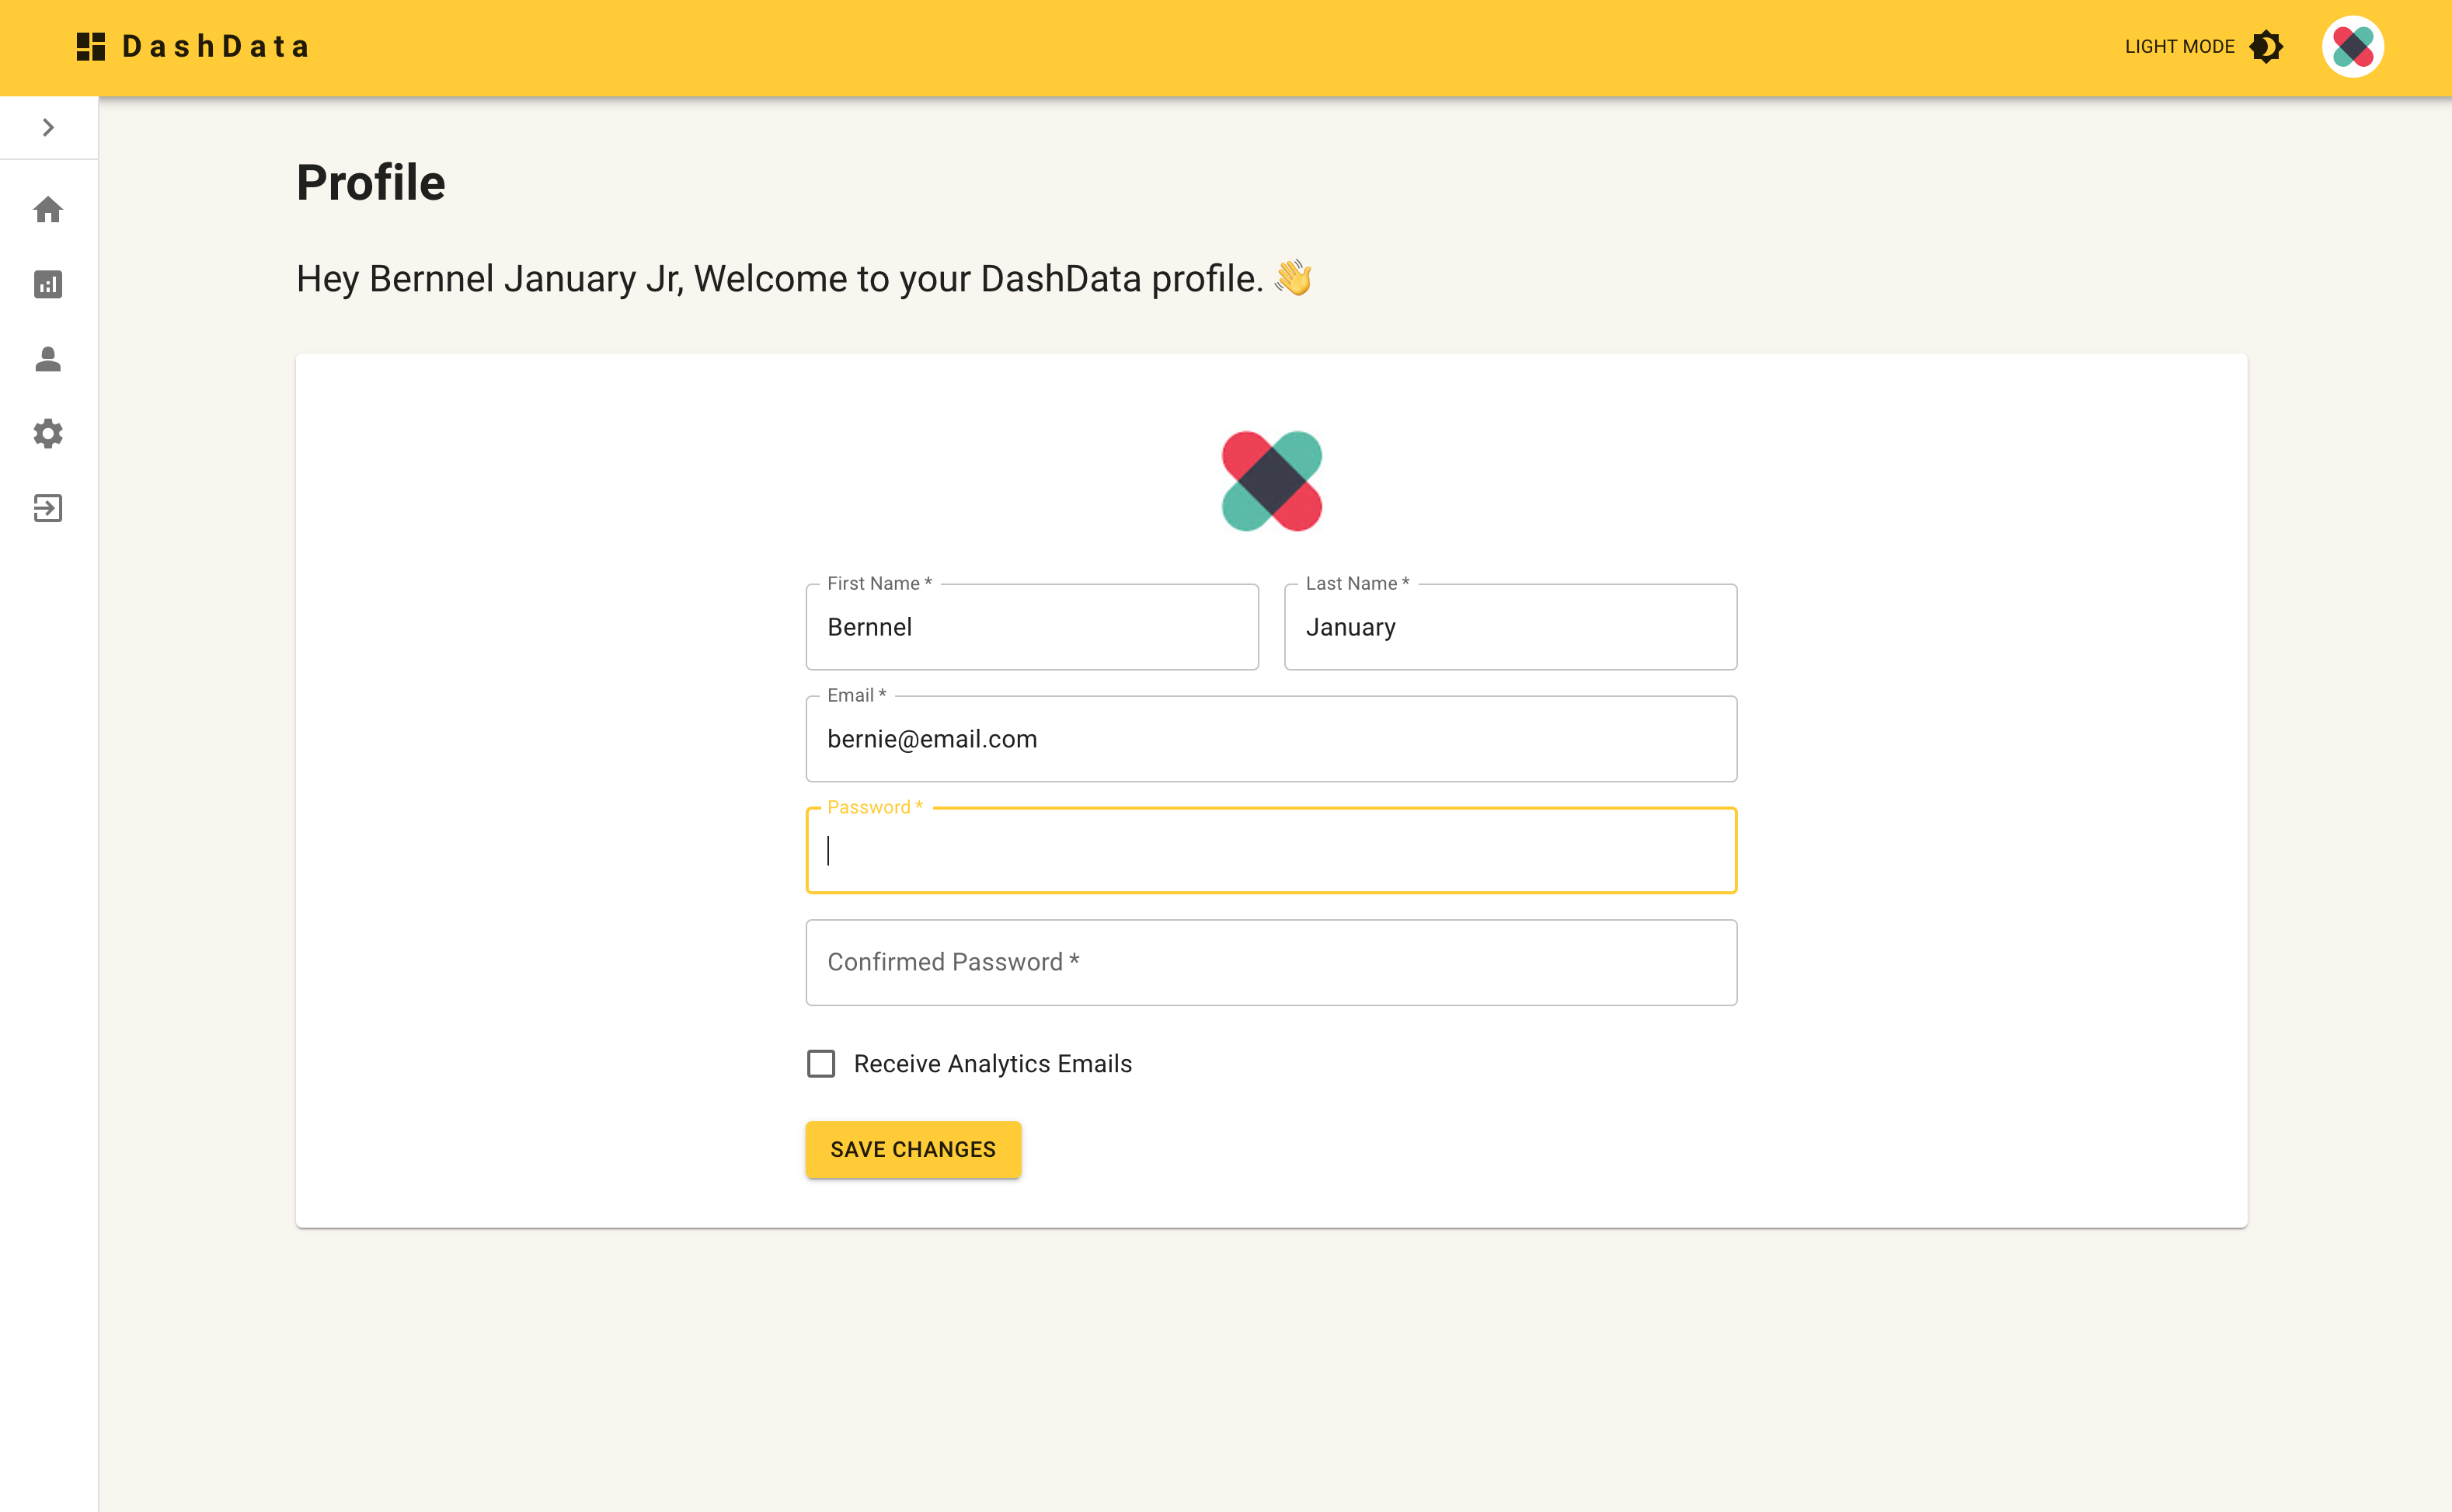 DashData
LIGHT MODE
Profile
Hey Bernnel January Jr, Welcome to your DashData profile. 👋
First Name *
Bernnel
Last Name *
January
Email *
bernie@email.com
Password *
Confirmed Password *
Receive Analytics Emails
SAVE CHANGES